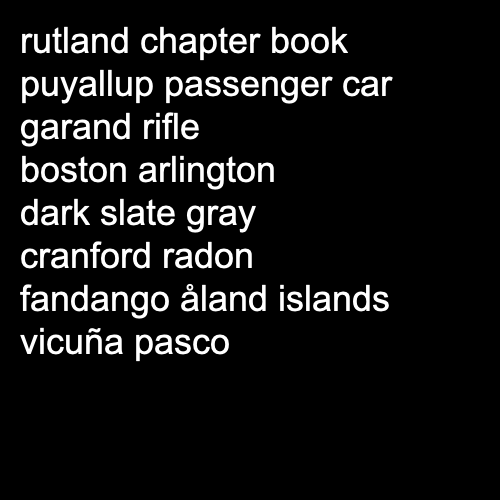 rutland chapter book
puyallup passenger car
garand rifle
boston arlington
dark slate gray
cranford radon
fandango åland islands
vicuña pasco